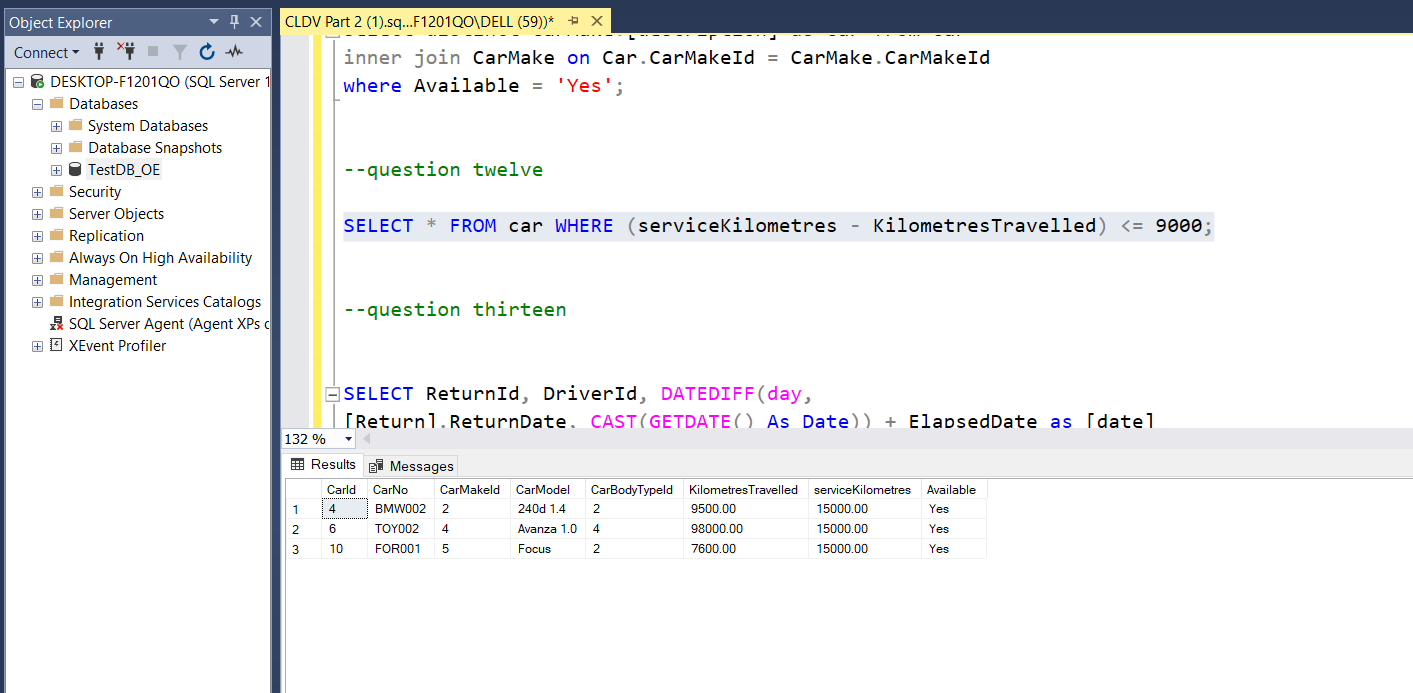 Object Explorer
Connect
DESKTOP-F1201QO (SQL Server 1
Databases
System Databases
Database Snapshots
TestDB_OE
Security
Server Objects
Replication
Always On High Availability
Management
Integration Services Catalogs
SQL Server Agent (Agent XPs
XEvent Profiler
CLDV Part 2 (1).sq...F1201QO\DELL (59))*
inner join CarMake on Car.CarMakeId = CarMake.CarMakeId
where Available = 'Yes';
--question twelve
SELECT * FROM car WHERE (serviceKilometres - KilometresTravelled) <= 9000;
--question thirteen
SELECT ReturnId, DriverId, DATEDIFF(day,
[Return].ReturnDate, CAST(GETDATE() As Date)) + ElapsedDate as [date]
132 %
Results Messages
CarId CarNo CarMakeId CarModel CarBodyTypeId KilometresTravelled serviceKilometres Available
1 4 BMW002 2 240d 1.4 2 9500.00 15000.00 Yes
2 6 TOY002 4 Avanza 1.0 4 98000.00 15000.00 Yes
3 10 FOR001 5 Focus 2 7600.00 15000.00 Yes